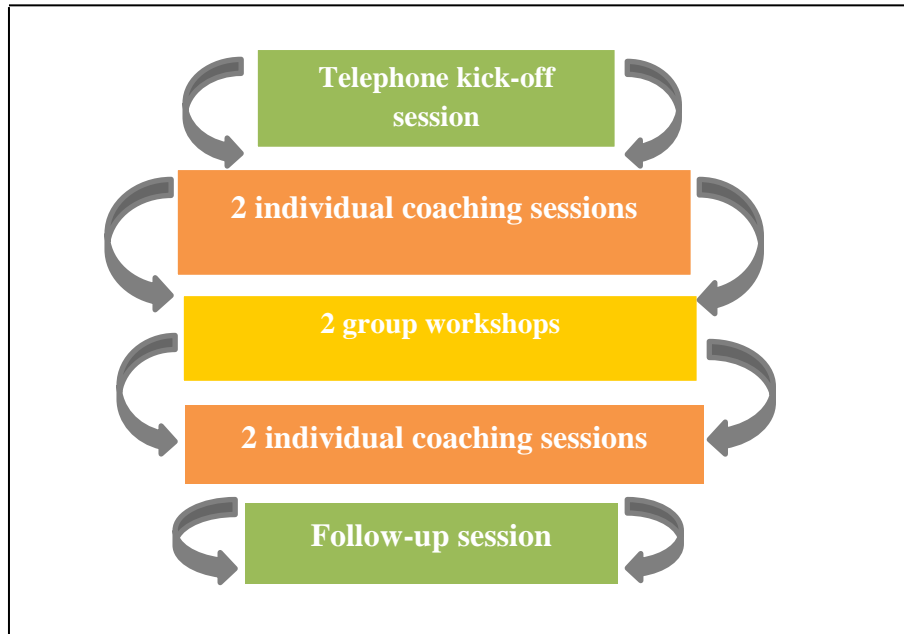 Telephone kick-off
session
2 individual coaching sessions
2 group workshops
2 individual coaching sessions
Follow-up session